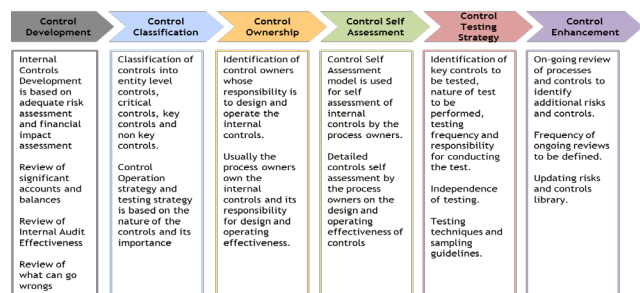 Control
Development
Internal
Controls
Development
is based on
adequate risk
assessment
and financial
impact
assessment
Review of
significant
accounts and
balances
Review of
Internal Audit
Effectiveness
Review of
what can go
wrongs
Control
Classification
Classification of
controls into
entity level
controls,
critical
controls, key
controls and
non key
controls.
Control
Operation
strategy and
testing strategy
is based on the
nature of the
controls and its
importance
Control
Ownership
Identification of
control owners
whose
responsibility is
to design and
operate the
internal
controls.
Usually the
process owners
own the
internal
controls and its
responsibility
for design and
operating
effectiveness.
Control Self
Assessment
Control Self
Assessment
model is used
for self
assessment of
internal
controls by the
process owners.
Detailed
controls self
assessment by
the process
owners on the
design and
operating
effectiveness of
controls
Control
Testing
Strategy
Identification of
key controls to
be tested,
nature of test
to be
performed,
testing
frequency and
responsibility
for conducting
the test.
Independence
of testing.
Testing
techniques and
sampling
guidelines.
Control
Enhancement
On-going review
of processes
and controls to
identify
additional risks
and controls.
Frequency of
ongoing reviews
to be defined.
Updating risks
and controls
library.